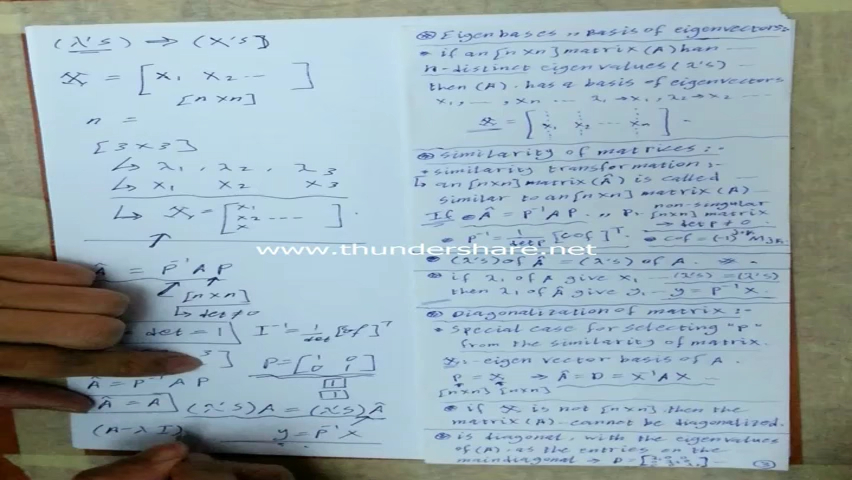 (λ's) → (X's)
X = [ x1 x2 ... ]
[n×n]
n =
[3×3]
↳ λ1, λ2, λ3
↳ x1 x2 x3
↳ X = [ x1 x2 .... x ]
Â = P⁻¹ A P
[n×n]
↳ det ≠ 0
det = 1 I⁻¹ = 1/det [cof]ᵀ
P = [ 1 0 0 1 ]
Â = P⁻¹ A P
Â = A (λ's)A = (λ's)Â
(A-λI) y = P⁻¹ X
⊛ Eigenbases ,, Basis of eigenvectors:
• if an [n×n] matrix (A) has ....
n-distinct eigen values (λ's) ...
then (A). has a basis of eigenvectors
x1, ..., xn ... λ1→x1, λ2→x2 ....
X = [ x1 x2 ... xn ] -
⊛ Similarity of matrices :-
• similarity transformation :-
↳ an [n×n] matrix (Â) is called ....
similar to an [n×n] matrix (A) ...
If • Â = P⁻¹ A P. ,, P. non-singular [n×n] matrix
→ det P ≠ 0.
• P⁻¹ = 1/det P [cof]ᵀ. • cof = (-1)ʲ⁺ᵏ Mjk
www.thundershare.net
• (λ's) of Â = (λ's) of A.
• if λ1 of A give x1 ... (λ's) = (λ's)
then λ1 of Â give y1 ... y = P⁻¹ X.
⊛ Diagonalization of matrix :-
• Special case for selecting "P"
from the similarity of matrix.
X: eigen vector basis of A.
P = X ⇒ Â = D = X⁻¹ A X ...
[n×n] [n×n]
• if X is not [n×n] then the
matrix (A) cannot be diagonalized.
⊛ is diagonal, with the eigenvalues
of (A). as the entries on the
main diagonal ⇒ D =